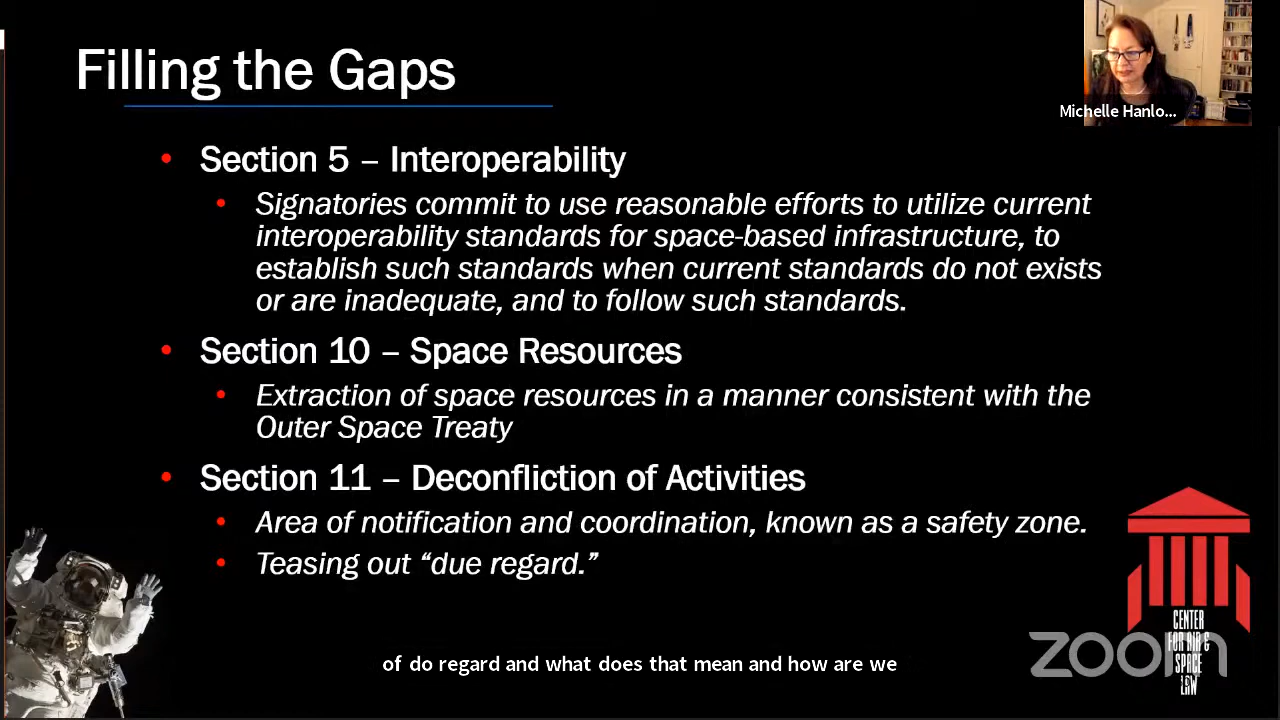 Filling the Gaps
Michelle Hanlo...
• Section 5 – Interoperability
• Signatories commit to use reasonable efforts to utilize current
interoperability standards for space-based infrastructure, to
establish such standards when current standards do not exists
or are inadequate, and to follow such standards.
• Section 10 – Space Resources
• Extraction of space resources in a manner consistent with the
Outer Space Treaty
• Section 11 – Deconfliction of Activities
• Area of notification and coordination, known as a safety zone.
• Teasing out “due regard.”
CENTER
FOR AIR &
SPACE
LAW
zoom
of do regard and what does that mean and how are we